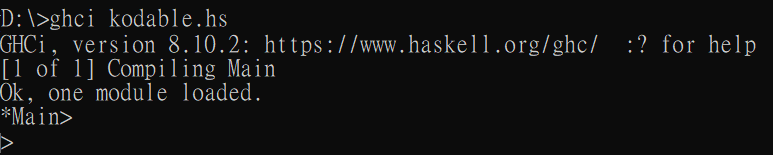 D:\>ghci kodable.hs
GHCi, version 8.10.2: https://www.haskell.org/ghc/  :? for help
[1 of 1] Compiling Main
Ok, one module loaded.
*Main>
>